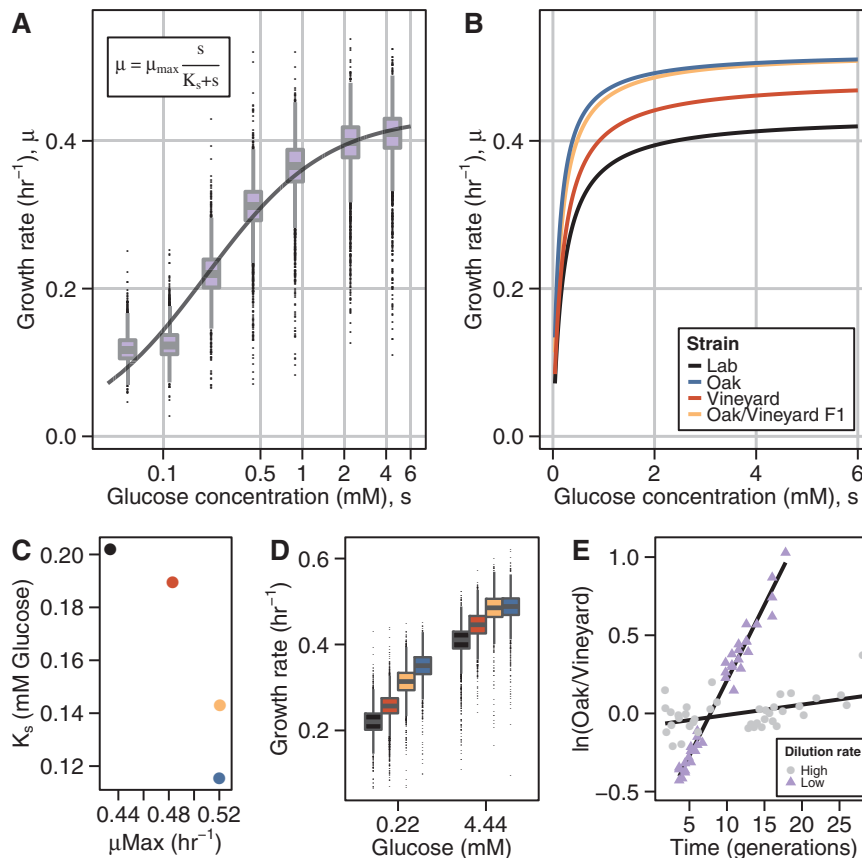 A
μ = μmax s / Ks+s
Growth rate (hr−1), μ
0.4
0.2
0.0
0.1 0.5 1 2 4 6
Glucose concentration (mM), s
B
Growth rate (hr−1), μ
0.4
0.2
0.0
Strain
Lab
Oak
Vineyard
Oak/Vineyard F1
0 2 4 6
Glucose concentration (mM), s
C
Ks (mM Glucose)
0.20
0.18
0.16
0.14
0.12
0.44 0.48 0.52
μMax (hr−1)
D
Growth rate (hr−1)
0.6
0.4
0.2
0.22 4.44
Glucose (mM)
E
ln(Oak/Vineyard)
1.0
0.5
0.0
−0.5
Dilution rate
High
Low
5 10 15 20 25
Time (generations)